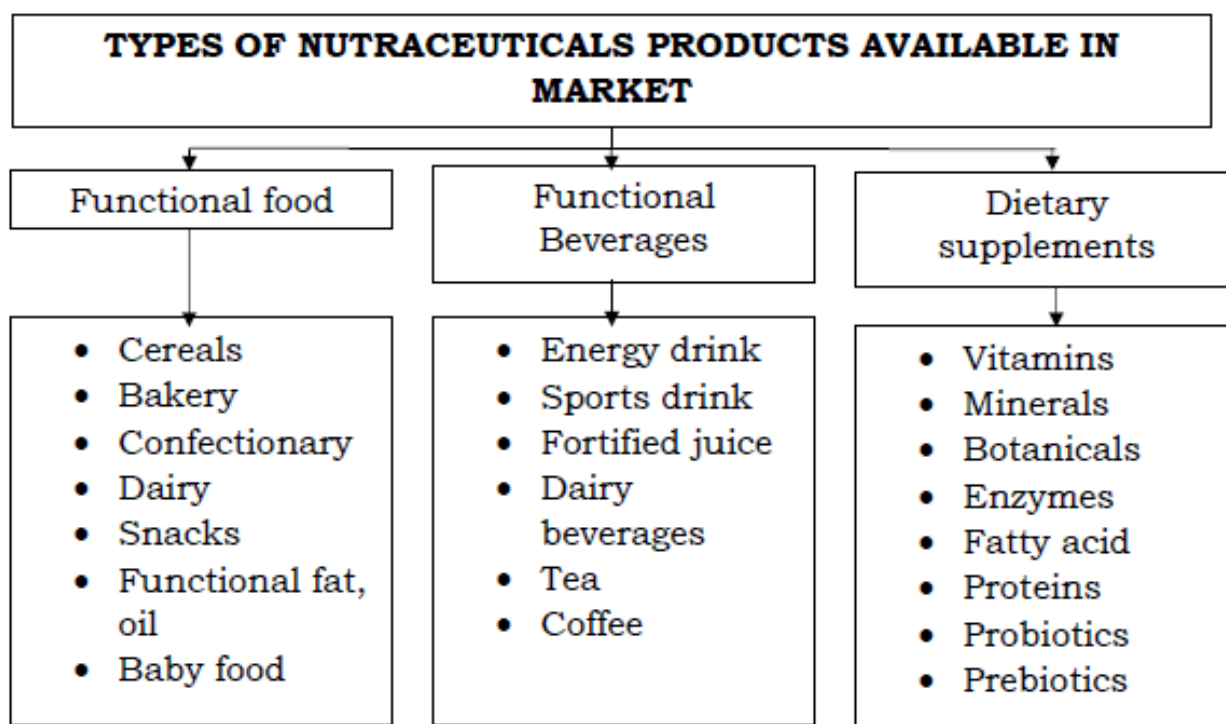 TYPES OF NUTRACEUTICALS PRODUCTS AVAILABLE IN
MARKET
Functional food
Functional
Beverages
Dietary
supplements
• Cereals
• Bakery
• Confectionary
• Dairy
• Snacks
• Functional fat,
oil
• Baby food
• Energy drink
• Sports drink
• Fortified juice
• Dairy
beverages
• Tea
• Coffee
• Vitamins
• Minerals
• Botanicals
• Enzymes
• Fatty acid
• Proteins
• Probiotics
• Prebiotics